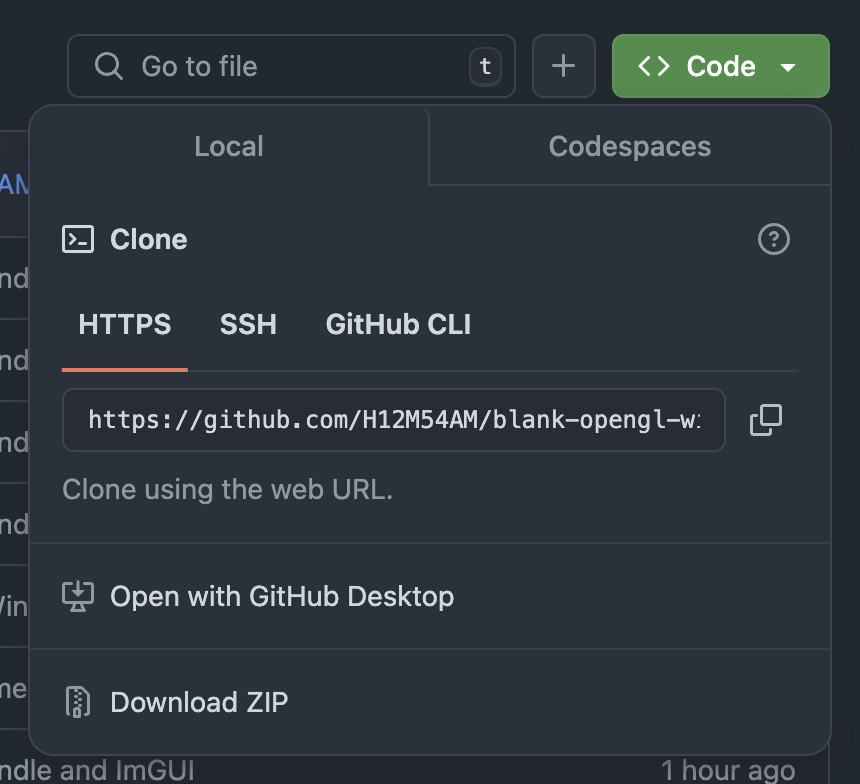 Go to file t + Code
Local Codespaces
AM
Clone
nd
HTTPS SSH GitHub CLI
nd
https://github.com/H12M54AM/blank-opengl-w
nd
Clone using the web URL.
nd
Open with GitHub Desktop
in
me
Download ZIP
ndle and ImGUI 1 hour ago